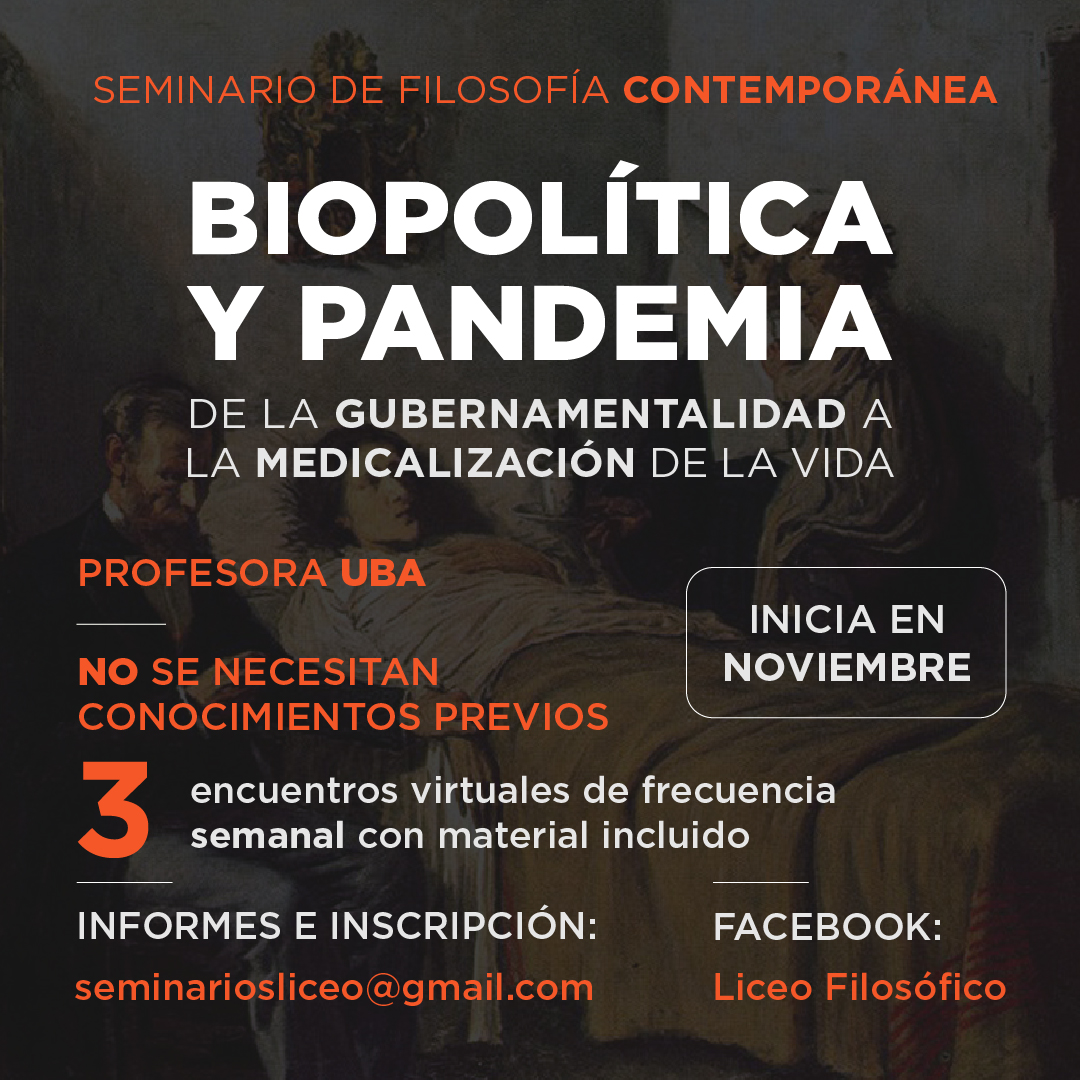 SEMINARIO DE FILOSOFÍA CONTEMPORÁNEA
BIOPOLÍTICA
Y PANDEMIA
DE LA GUBERNAMENTALIDAD A
LA MEDICALIZACIÓN DE LA VIDA
PROFESORA UBA
NO SE NECESITAN
CONOCIMIENTOS PREVIOS
INICIA EN
NOVIEMBRE
3
encuentros virtuales de frecuencia
semanal con material incluido
INFORMES E INSCRIPCIÓN:
seminariosliceo@gmail.com
FACEBOOK:
Liceo Filosófico